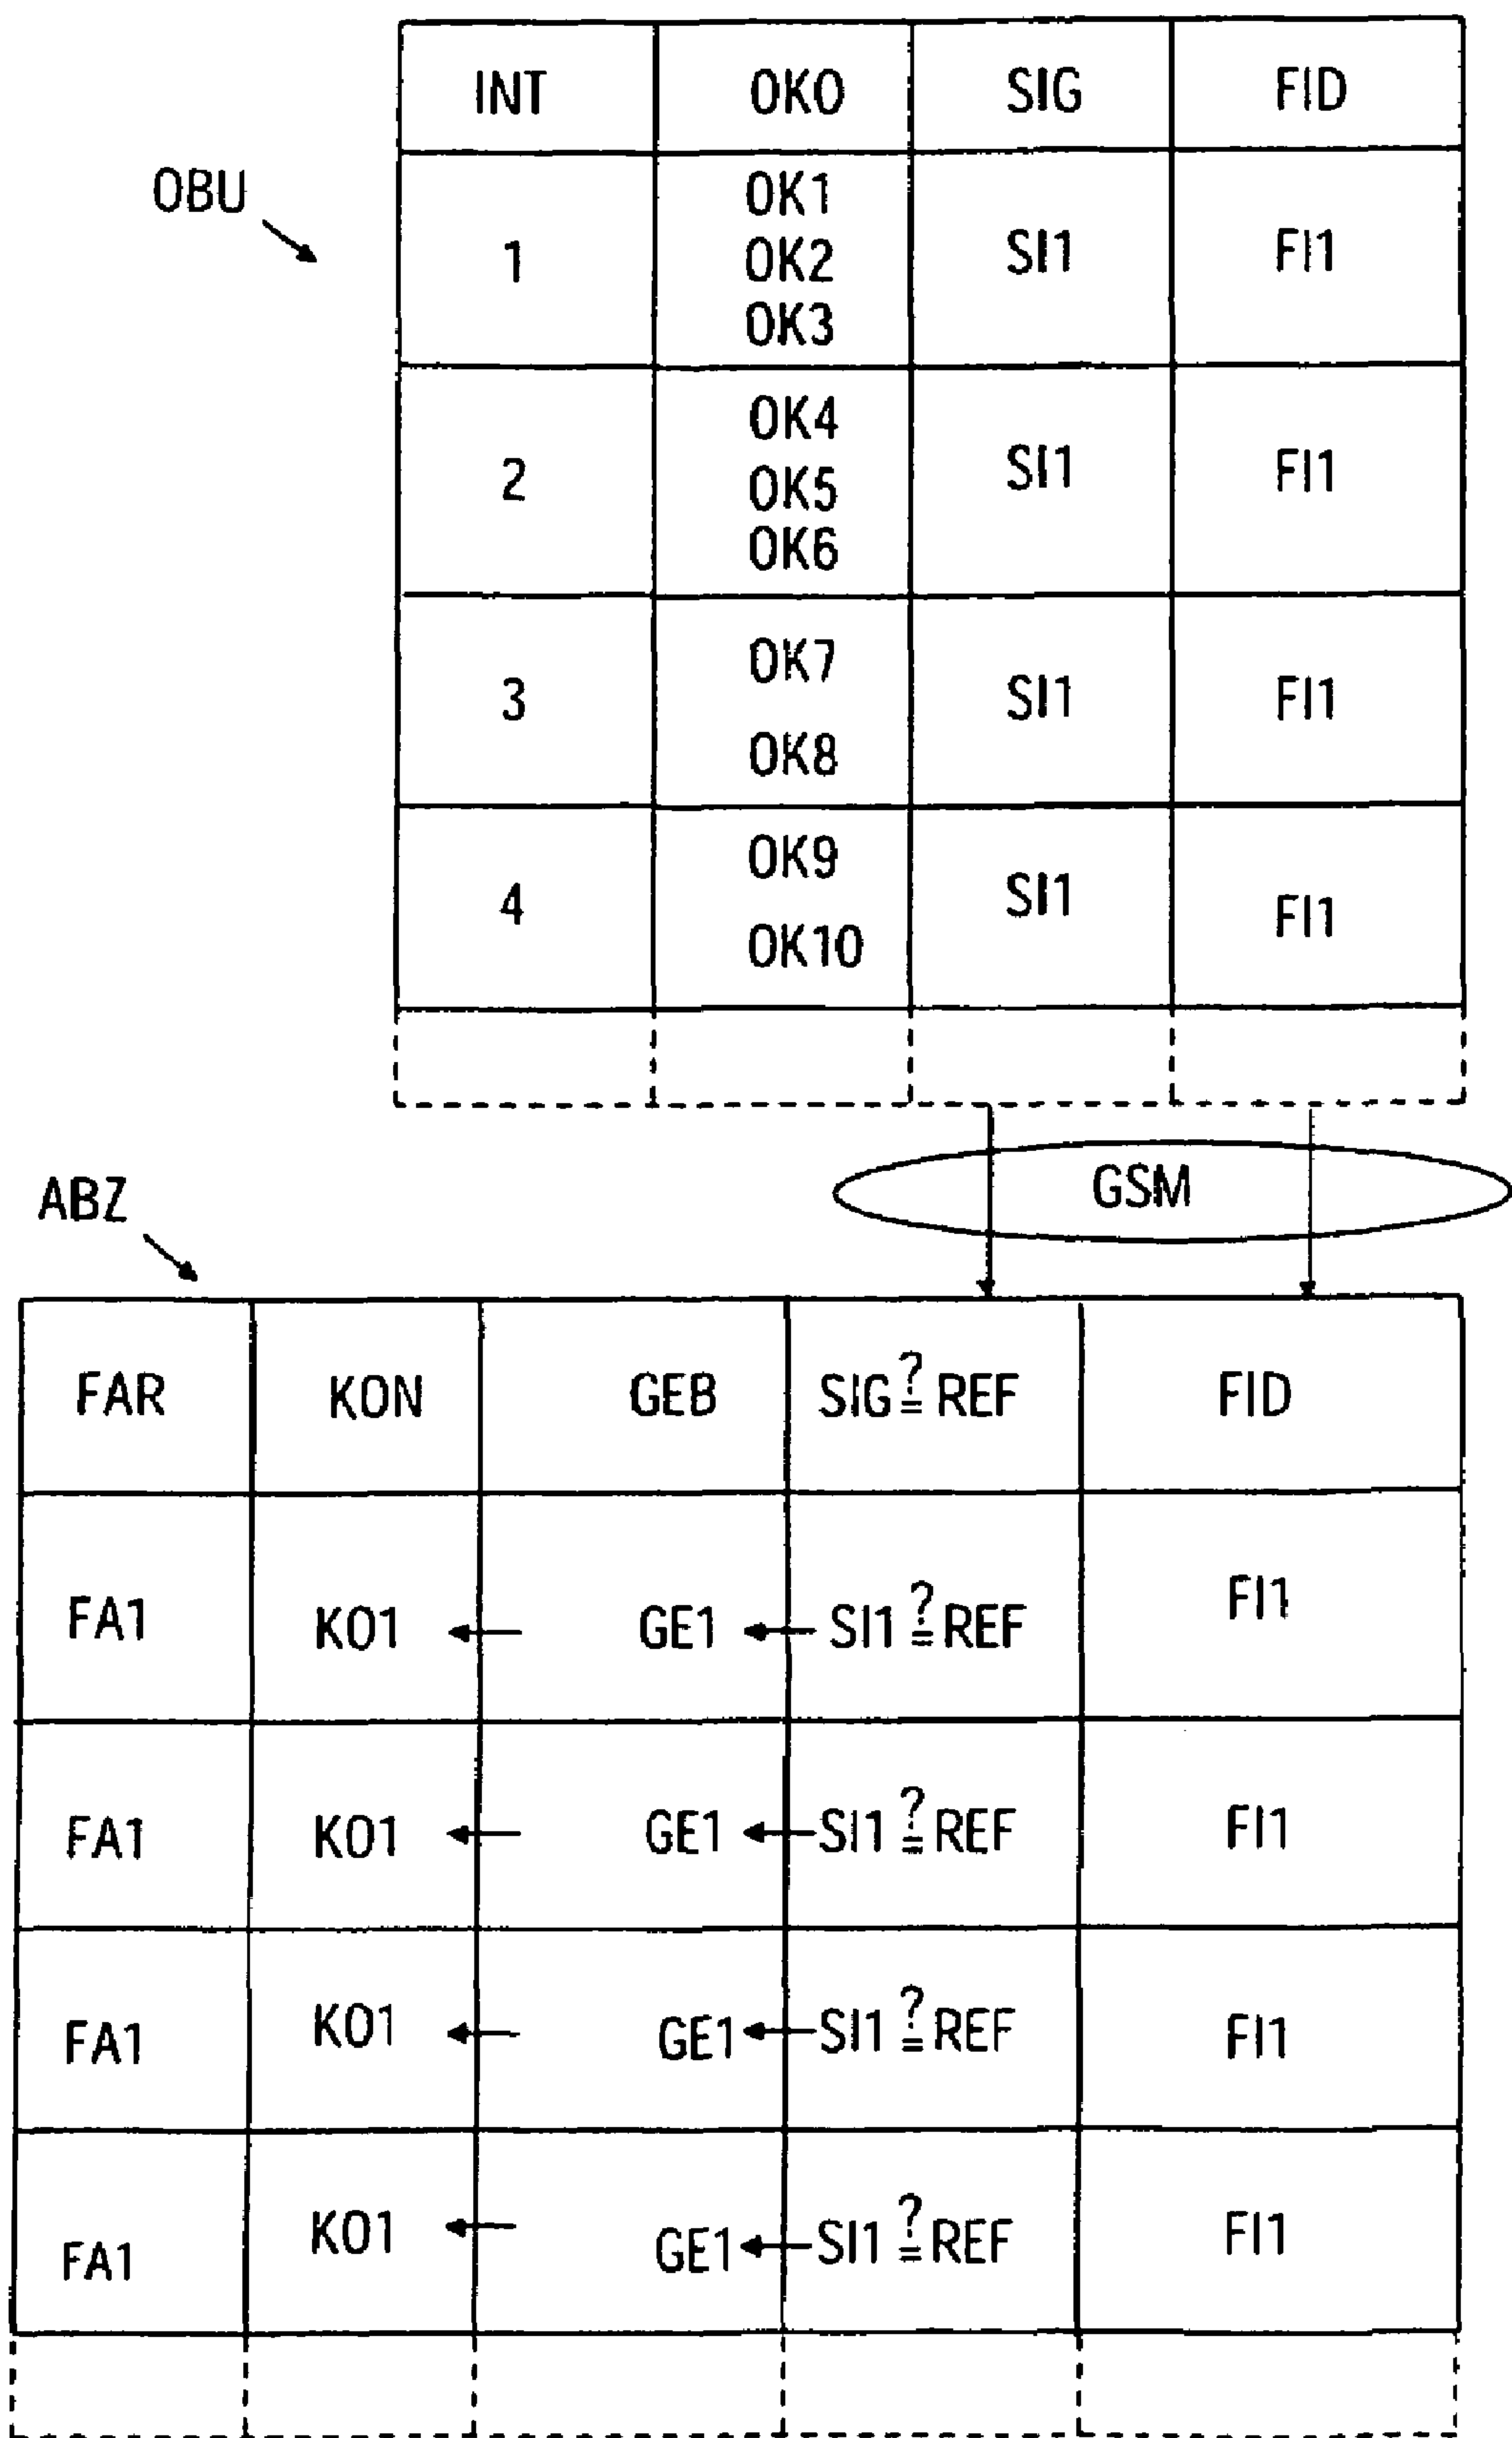 INT OKO SIG FID
OBU
1 OK1 OK2 OK3 SI1 FI1
2 OK4 OK5 OK6 SI1 FI1
3 OK7 OK8 SI1 FI1
4 OK9 OK10 SI1 FI1
GSM
ABZ
FAR KON GEB SIG ≟ REF FID
FA1 KO1 GE1 SI1 ≟ REF FI1
FA1 KO1 GE1 SI1 ≟ REF FI1
FA1 KO1 GE1 SI1 ≟ REF FI1
FA1 KO1 GE1 SI1 ≟ REF FI1